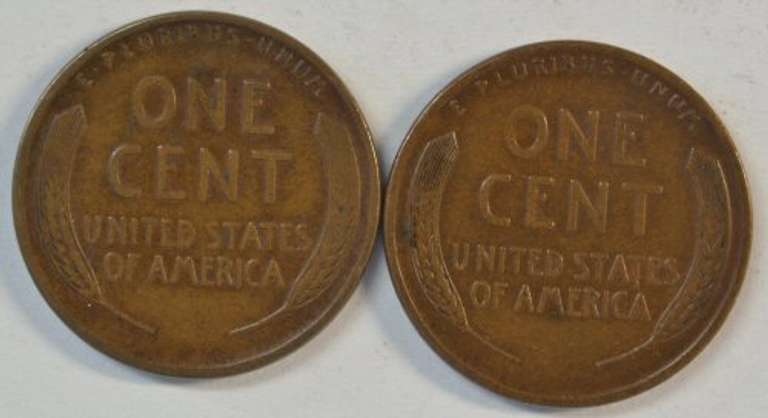 E·PLURIBUS·UNUM
ONE
CENT
UNITED STATES
OF AMERICA
E·PLURIBUS·UNUM
ONE
CENT
UNITED STATES
OF AMERICA